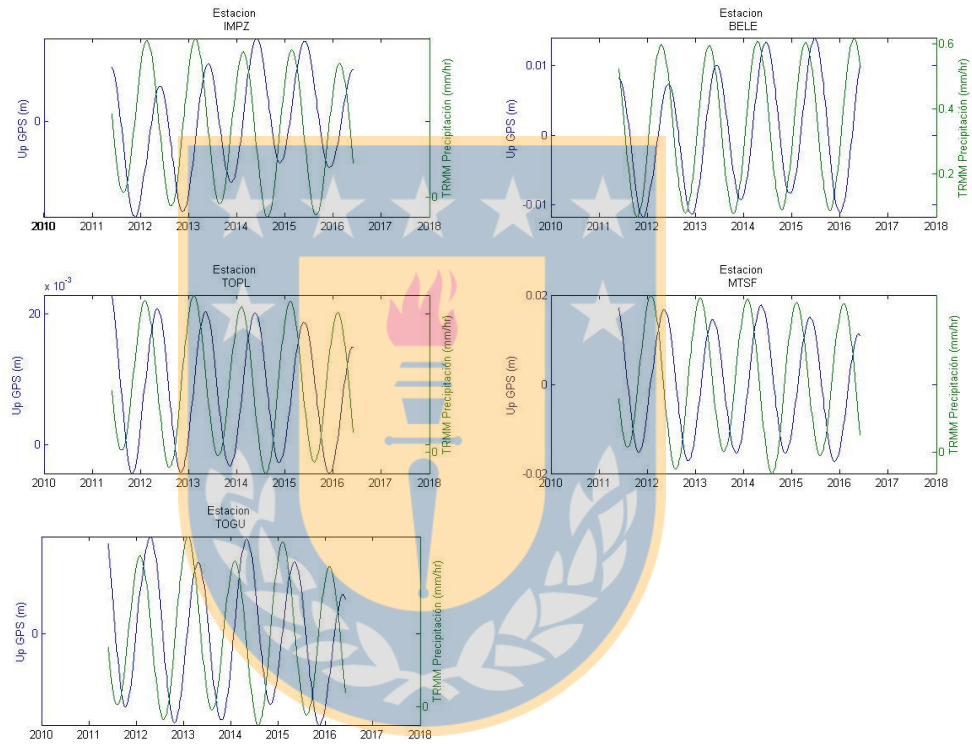 Estacion
IMPZ
Up GPS (m)
0
TRMM Precipitación (mm/hr)
0
2010 2011 2012 2013 2014 2015 2016 2017 2018
Estacion
BELE
Up GPS (m)
0.01
0
-0.01
TRMM Precipitación (mm/hr)
0.6
0.4
0.2
2010 2011 2012 2013 2014 2015 2016 2017 2018
Estacion
TOPL
x 10⁻³
Up GPS (m)
20
0
TRMM Precipitación (mm/hr)
0
2010 2011 2012 2013 2014 2015 2016 2017 2018
Estacion
MTSF
Up GPS (m)
0.02
0
-0.02
TRMM Precipitación (mm/hr)
0
2010 2011 2012 2013 2014 2015 2016 2017 2018
Estacion
TOGU
Up GPS (m)
0
TRMM Precipitación (mm/hr)
0
2010 2011 2012 2013 2014 2015 2016 2017 2018